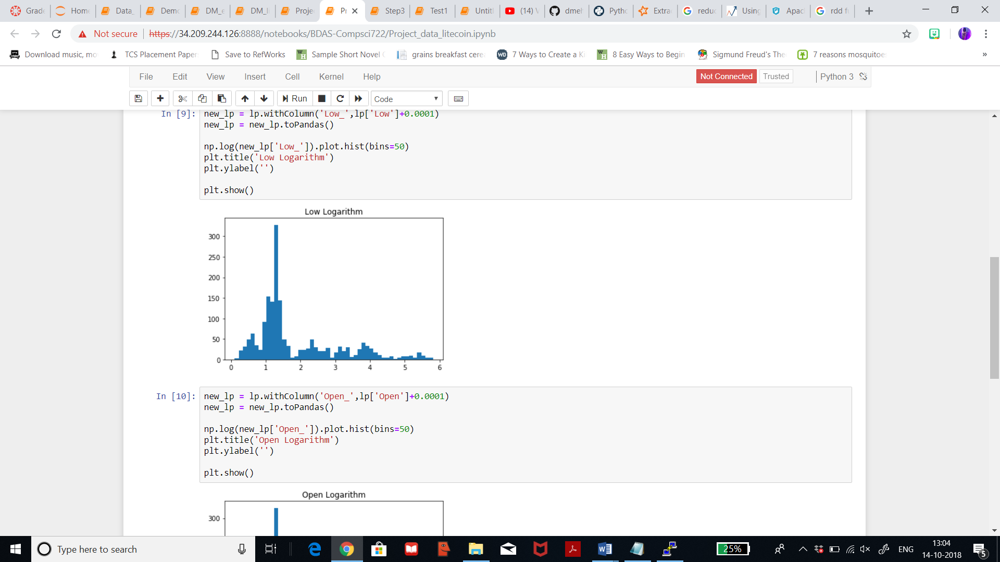 Grade
Home
Data_
Demo
DM_e
DM_li
Projec
Pr
Step3
Test1
Untitl
(14) V
dmeh
Pytho
Extra
reduc
Using
Apac
rdd f
Not secure https://34.209.244.126:8888/notebooks/BDAS-Compsci722/Project_data_litecoin.ipynb
Download music, mo
TCS Placement Paper
Save to RefWorks
Sample Short Novel
grains breakfast cerea
7 Ways to Create a Ki
8 Easy Ways to Begin
Sigmund Freud's The
7 reasons mosquitoes
»
File Edit View Insert Cell Kernel Help Not Connected Trusted Python 3
Run Code
In [9]: new_lp = lp.withColumn('Low_',lp['Low']+0.0001)
new_lp = new_lp.toPandas()
np.log(new_lp['Low_']).plot.hist(bins=50)
plt.title('Low Logarithm')
plt.ylabel('')
plt.show()
Low Logarithm
300
250
200
150
100
50
0
0 1 2 3 4 5 6
In [10]: new_lp = lp.withColumn('Open_',lp['Open']+0.0001)
new_lp = new_lp.toPandas()
np.log(new_lp['Open_']).plot.hist(bins=50)
plt.title('Open Logarithm')
plt.ylabel('')
plt.show()
Open Logarithm
300
Type here to search
25%
ENG
13:04
14-10-2018
5